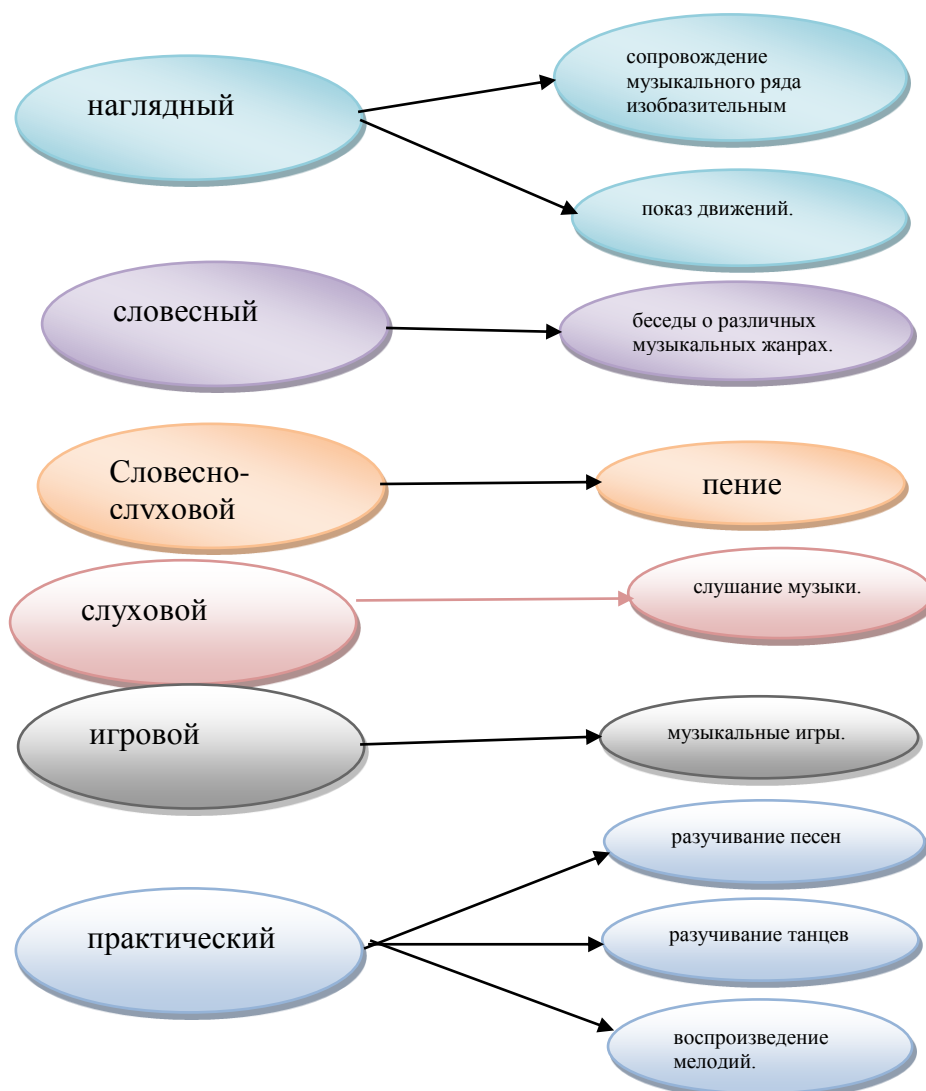 наглядный
сопровождение
музыкального ряда
изобразительным
показ движений.
словесный
беседы о различных
музыкальных жанрах.
Словесно-
слуховой
пение
слуховой
слушание музыки.
игровой
музыкальные игры.
практический
разучивание песен
разучивание танцев
воспроизведение
мелодий.